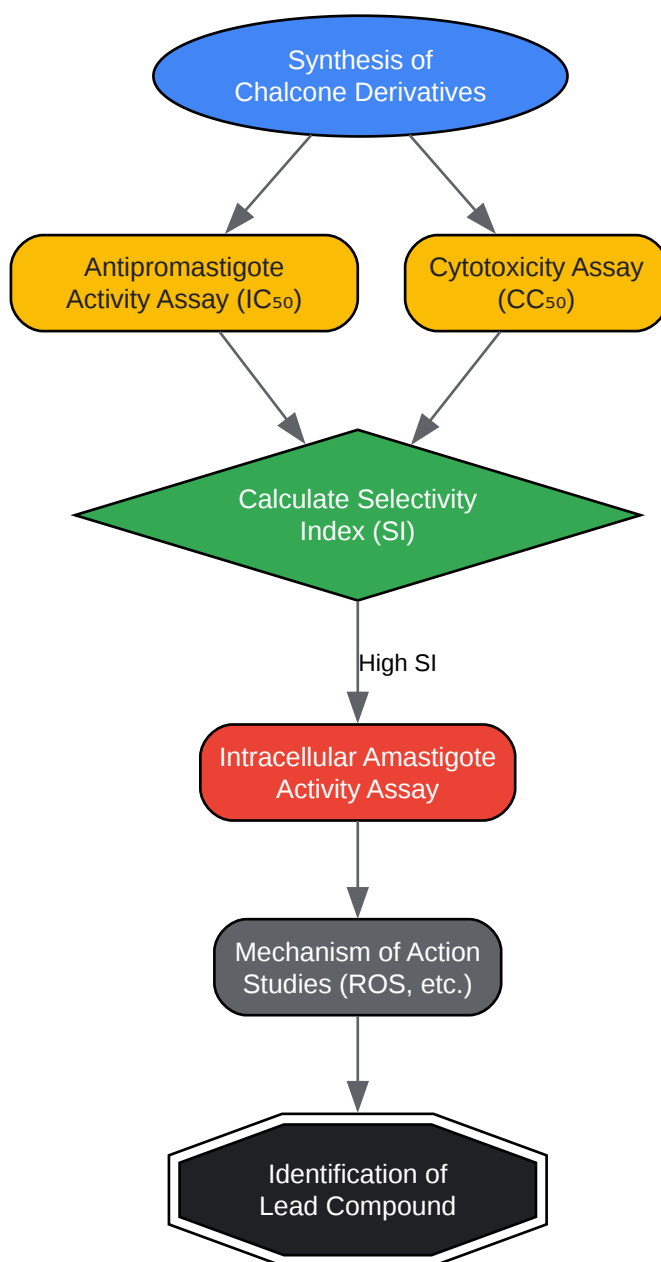 Synthesis of
Chalcone Derivatives
Antipromastigote
Activity Assay (IC₅₀)
Cytotoxicity Assay
(CC₅₀)
Calculate Selectivity
Index (SI)
High SI
Intracellular Amastigote
Activity Assay
Mechanism of Action
Studies (ROS, etc.)
Identification of
Lead Compound